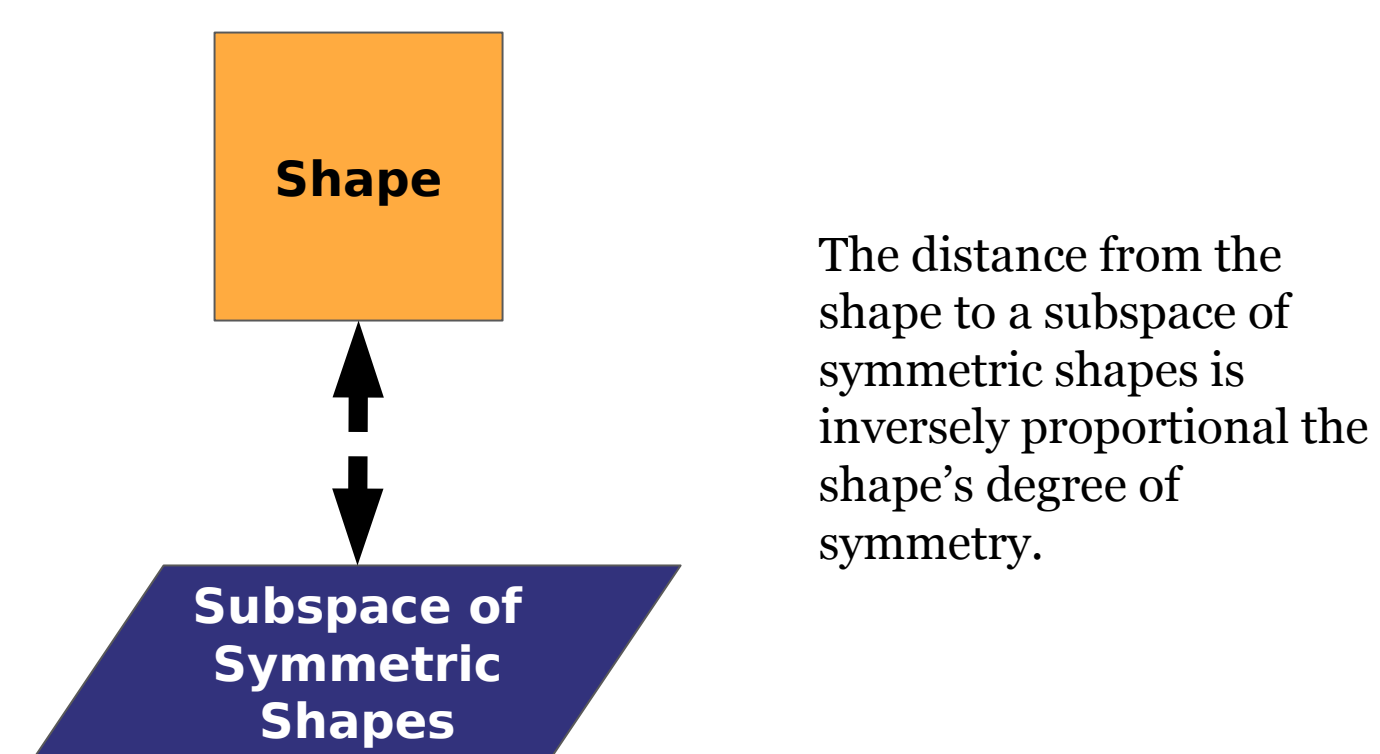 Shape
Subspace of
Symmetric
Shapes
The distance from the
shape to a subspace of
symmetric shapes is
inversely proportional the
shape’s degree of
symmetry.